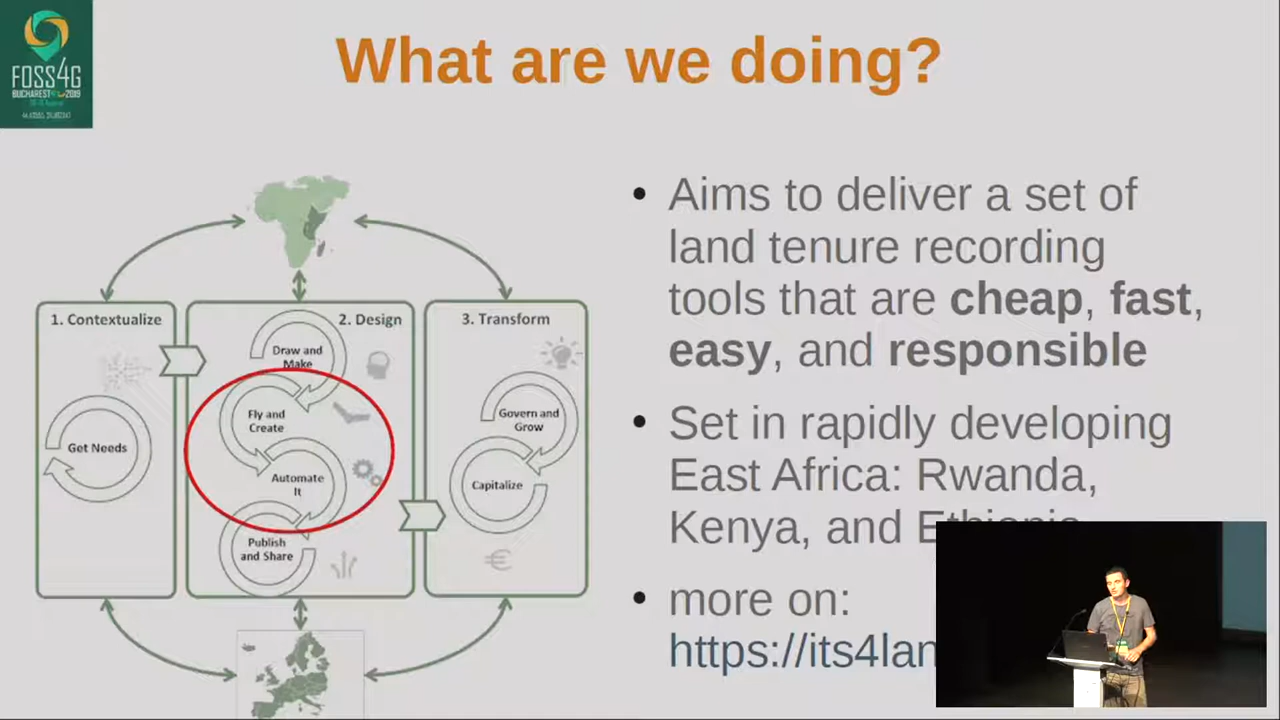 FOSS4G
BUCHAREST 2019
What are we doing?
1. Contextualize
Get Needs
2. Design
Draw and
Make
Fly and
Create
Automate
It
Publish
and Share
3. Transform
Govern and
Grow
Capitalize
• Aims to deliver a set of
land tenure recording
tools that are cheap, fast,
easy, and responsible
• Set in rapidly developing
East Africa: Rwanda,
Kenya, and Ethiopia
• more on:
https://its4lan